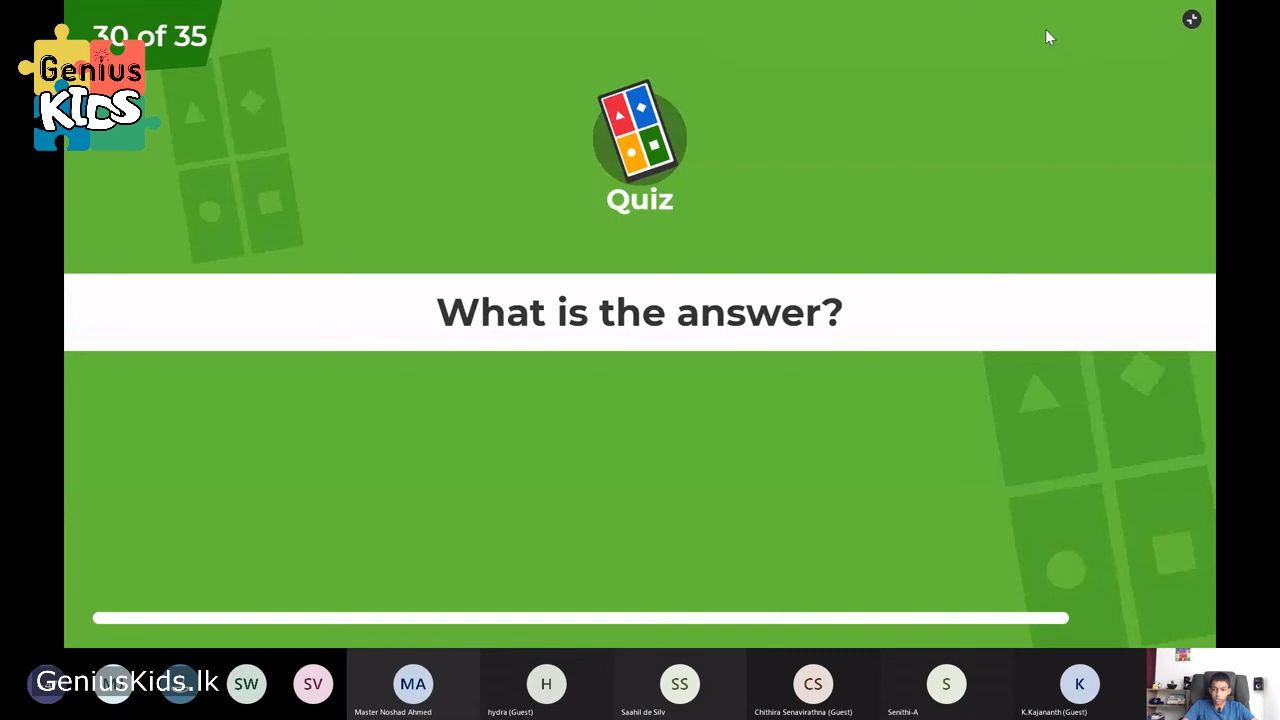 30 of 35
Genius
KIDS
Quiz
What is the answer?
GeniusKids.lk
SW
SV
MA
H
SS
CS
S
K
Master Noshad Ahmed
hydra (Guest)
Saahil de Silv
Chithira Senavirathna (Guest)
Senithi-A
K.Kajananth (Guest)